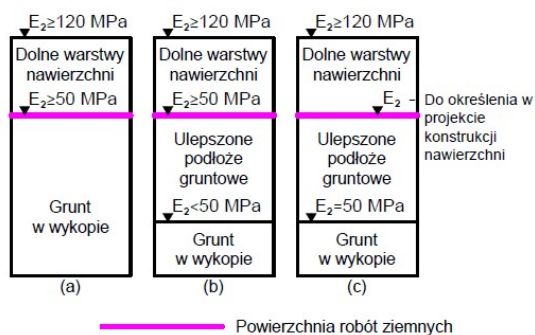 E₂≥120 MPa
Dolne warstwy
nawierzchni
E₂≥50 MPa
Grunt
w wykopie
(a)
E₂≥120 MPa
Dolne warstwy
nawierzchni
E₂≥50 MPa
Ulepszone
podłoże
gruntowe
E₂<50 MPa
Grunt
w wykopie
(b)
E₂≥120 MPa
Dolne warstwy
nawierzchni
E₂ - Do określenia w
projekcie
konstrukcji
nawierzchni
Ulepszone
podłoże
gruntowe
E₂=50 MPa
Grunt
w wykopie
(c)
Powierzchnia robót ziemnych